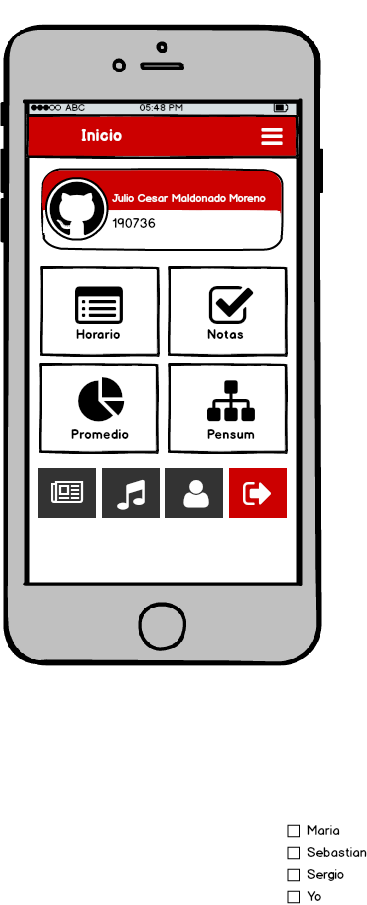 ABC 05:48 PM
Inicio
Julio Cesar Maldonado Moreno
190736
Horario Notas
Promedio Pensum
Maria
Sebastian
Sergio
Yo